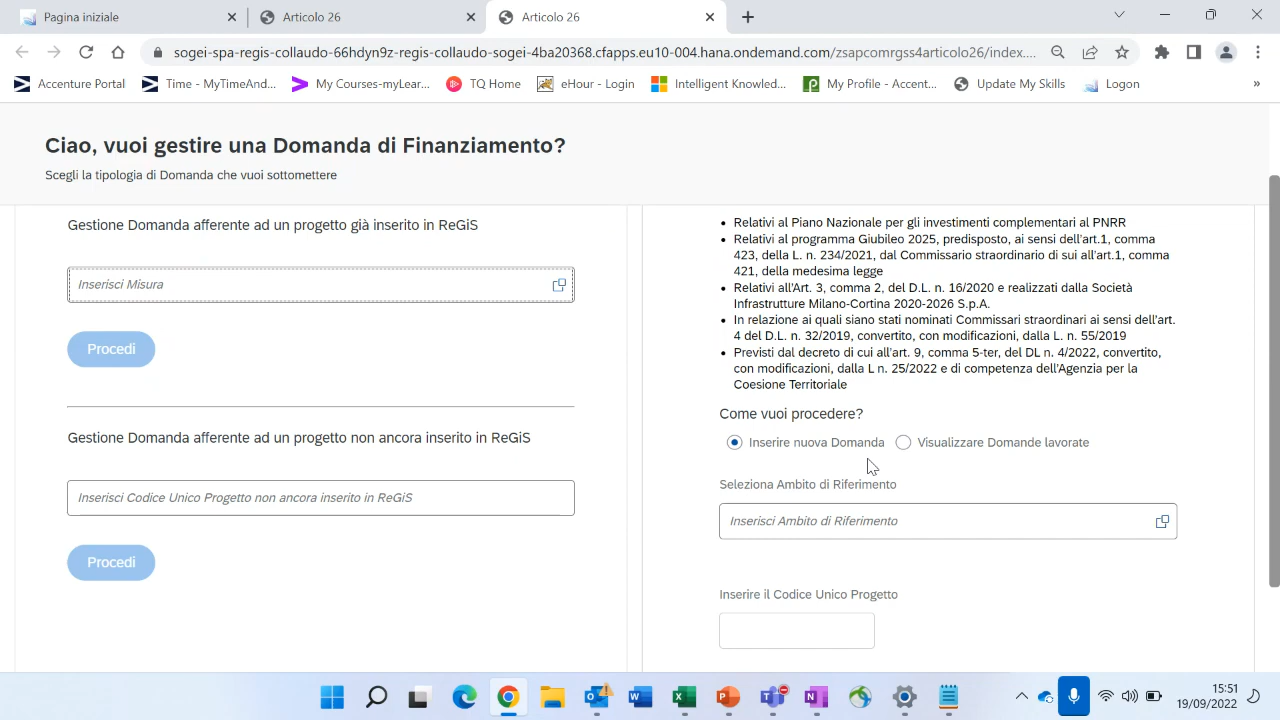 Pagina iniziale
Articolo 26
Articolo 26
sogei-spa-regis-collaudo-66hdyn9z-regis-collaudo-sogei-4ba20368.cfapps.eu10-004.hana.ondemand.com/zsapcomrgss4articolo26/index....
Accenture Portal
Time - MyTimeAnd...
My Courses-myLear...
TQ Home
eHour - Login
Intelligent Knowled...
My Profile - Accent...
Update My Skills
Logon
»
Ciao, vuoi gestire una Domanda di Finanziamento?
Scegli la tipologia di Domanda che vuoi sottomettere
Gestione Domanda afferente ad un progetto già inserito in ReGiS
Inserisci Misura
Procedi
Gestione Domanda afferente ad un progetto non ancora inserito in ReGiS
Inserisci Codice Unico Progetto non ancora inserito in ReGiS
Procedi
• Relativi al Piano Nazionale per gli investimenti complementari al PNRR
• Relativi al programma Giubileo 2025, predisposto, ai sensi dell'art.1, comma
423, della L. n. 234/2021, dal Commissario straordinario di sui all'art.1, comma
421, della medesima legge
• Relativi all'Art. 3, comma 2, del D.L. n. 16/2020 e realizzati dalla Società
Infrastrutture Milano-Cortina 2020-2026 S.p.A.
• In relazione ai quali siano stati nominati Commissari straordinari ai sensi dell'art.
4 del D.L. n. 32/2019, convertito, con modificazioni, dalla L. n. 55/2019
• Previsti dal decreto di cui all'art. 9, comma 5-ter, del DL n. 4/2022, convertito,
con modificazioni, dalla L n. 25/2022 e di competenza dell'Agenzia per la
Coesione Territoriale
Come vuoi procedere?
Inserire nuova Domanda
Visualizzare Domande lavorate
Seleziona Ambito di Riferimento
Inserisci Ambito di Riferimento
Inserire il Codice Unico Progetto
15:51
19/09/2022